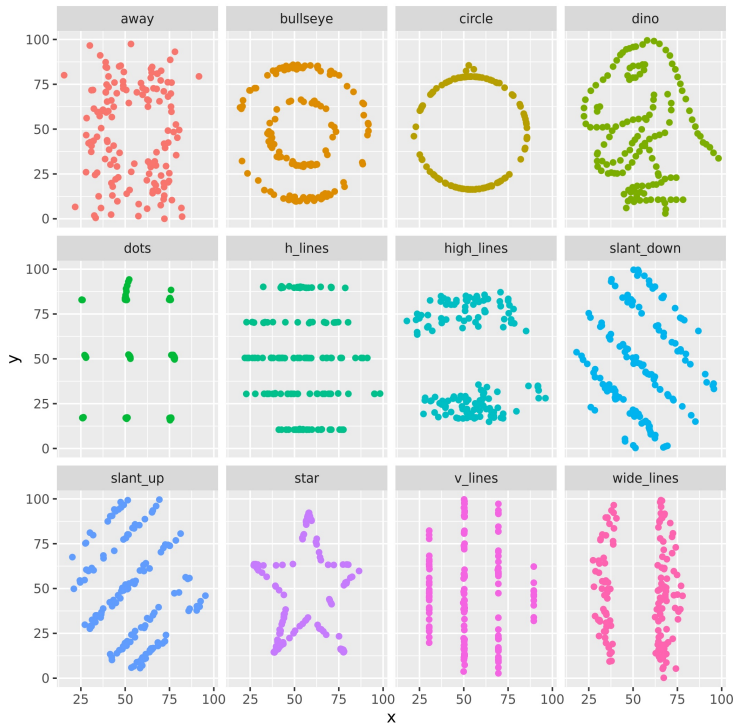 away bullseye circle dino
100
75
50
25
0
dots h_lines high_lines slant_down
100
75
50
25
0
y
slant_up star v_lines wide_lines
100
75
50
25
0
25 50 75 100 25 50 75 100 25 50 75 100 25 50 75 100
x